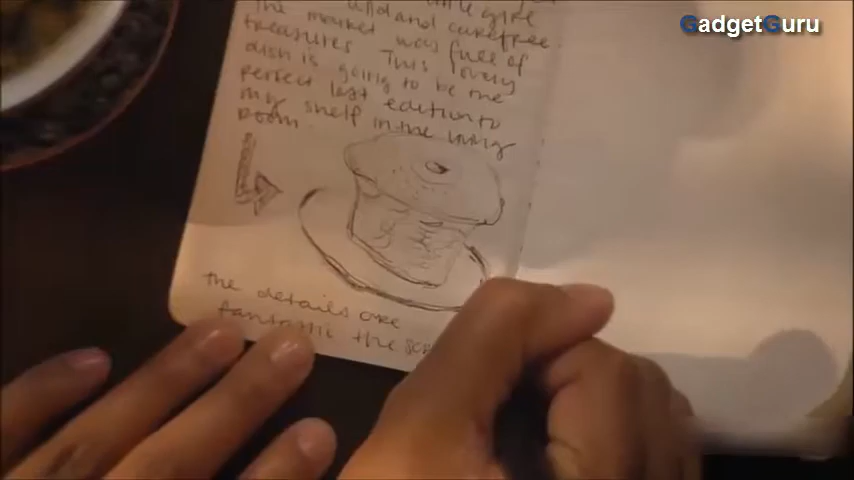 GadgetGuru
and carefree
The market was full of
treasures This lovely
dish is going to be the
perfect last edition to
my shelf in the living
room.
the details are
fantastic the